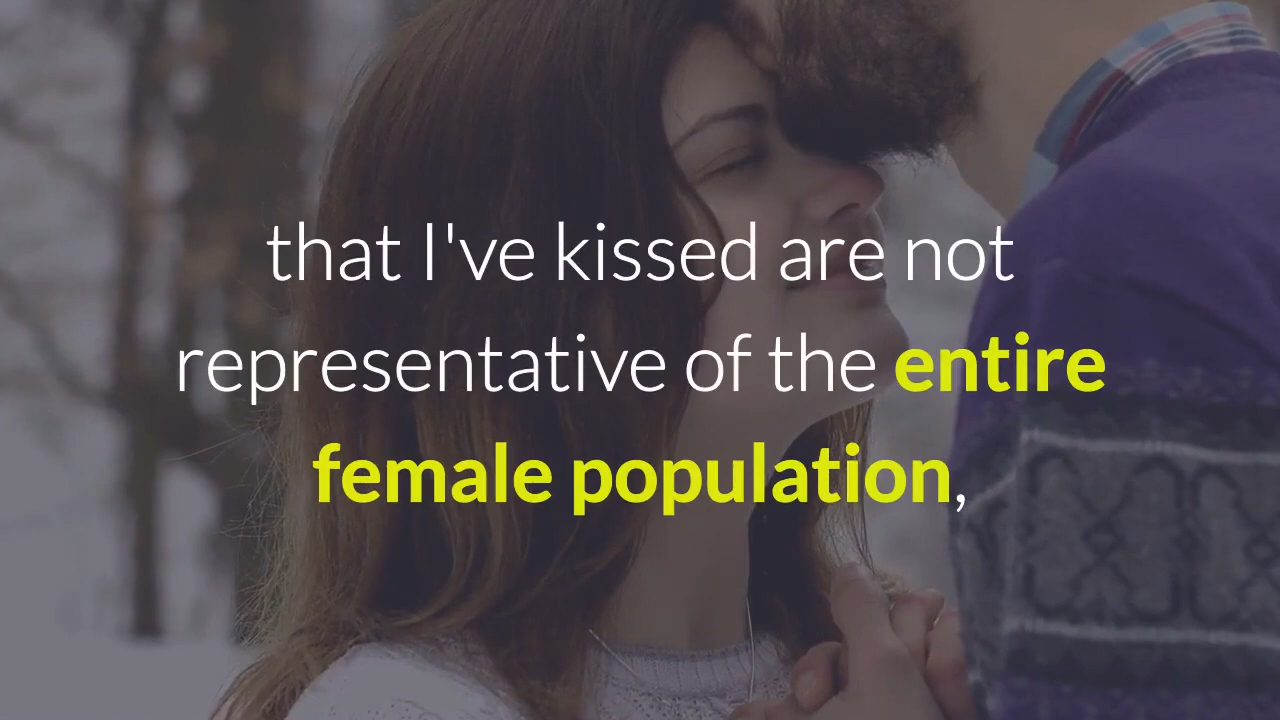 that I've kissed are not
representative of the entire
female population,